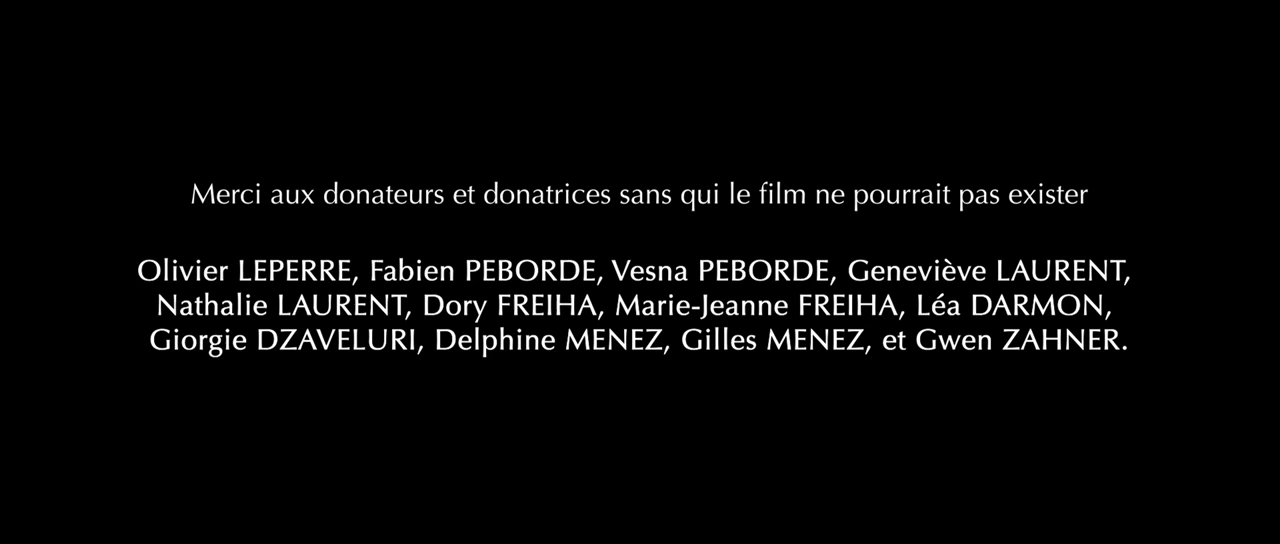 Merci aux donateurs et donatrices sans qui le film ne pourrait pas exister
Olivier LEPERRE, Fabien PEBORDE, Vesna PEBORDE, Geneviève LAURENT,
Nathalie LAURENT, Dory FREIHA, Marie-Jeanne FREIHA, Léa DARMON,
Giorgie DZAVELURI, Delphine MENEZ, Gilles MENEZ, et Gwen ZAHNER.